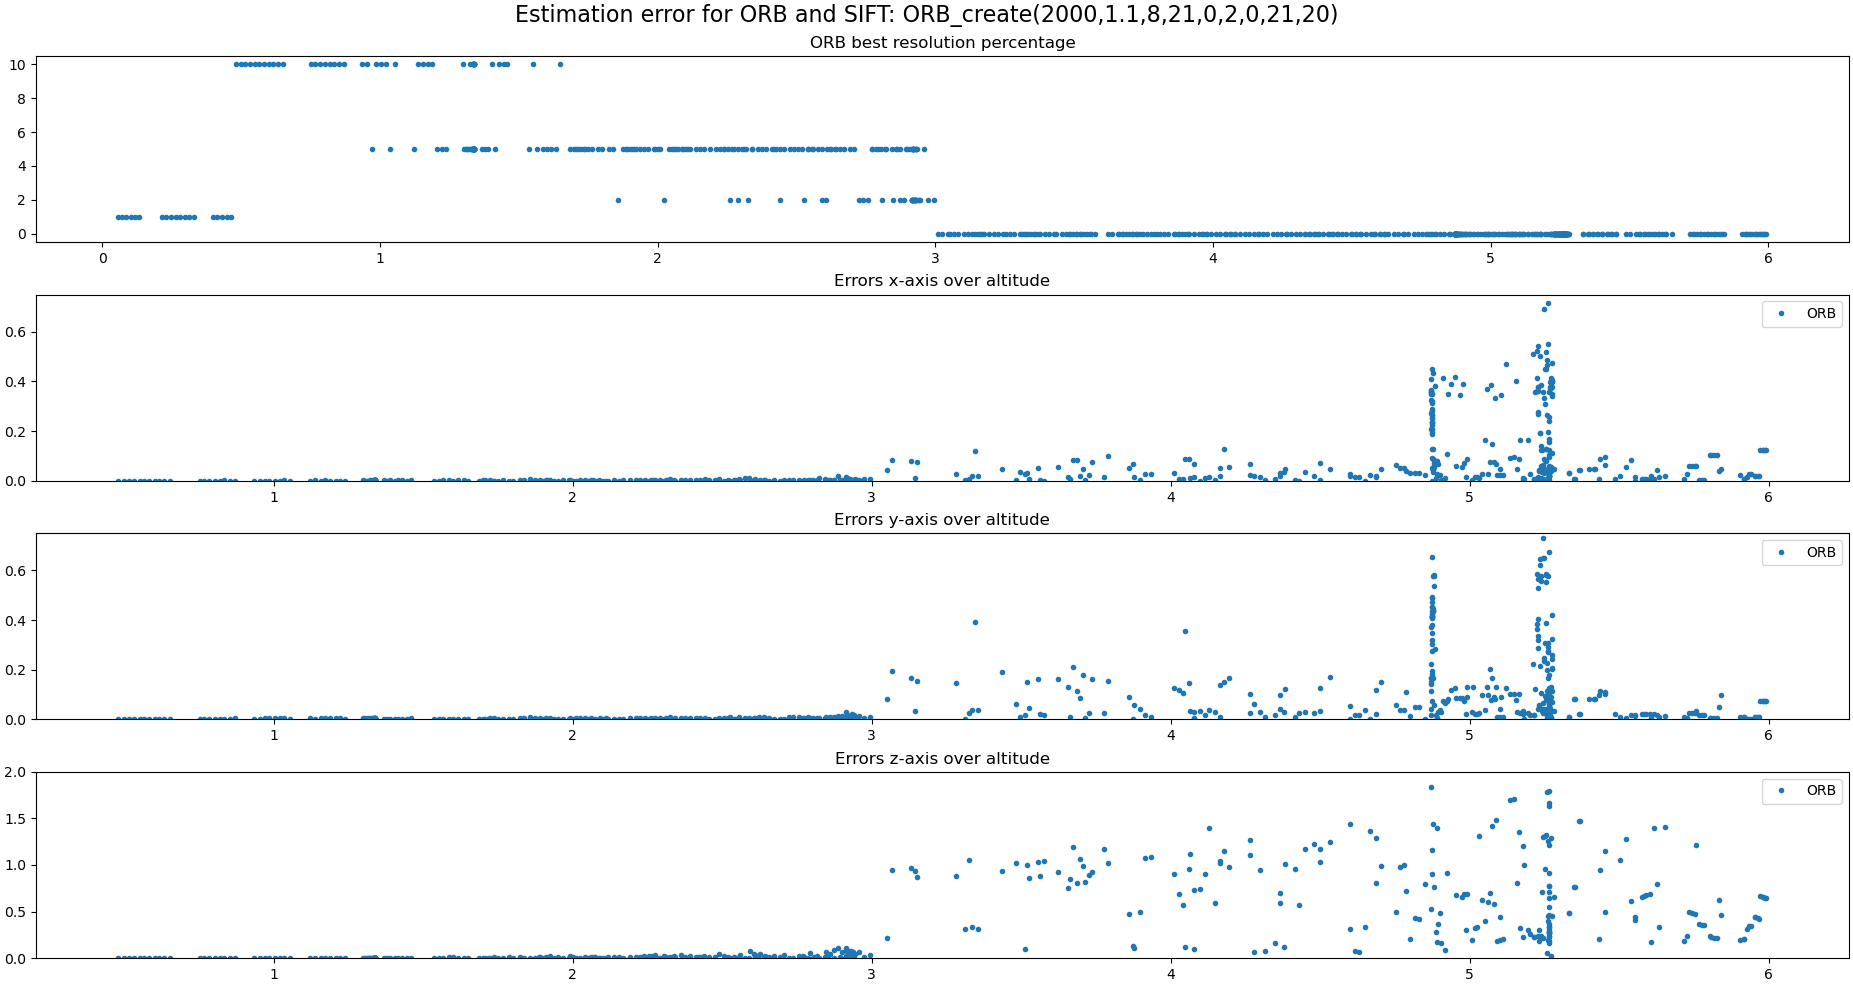 Estimation error for ORB and SIFT: ORB_create(2000,1.1,8,21,0,2,0,21,20)
ORB best resolution percentage
10
8
6
4
2
0
0 1 2 3 4 5 6
Errors x-axis over altitude
ORB
0.6
0.4
0.2
0.0
1 2 3 4 5 6
Errors y-axis over altitude
ORB
0.6
0.4
0.2
0.0
1 2 3 4 5 6
Errors z-axis over altitude
2.0
ORB
1.5
1.0
0.5
0.0
1 2 3 4 5 6